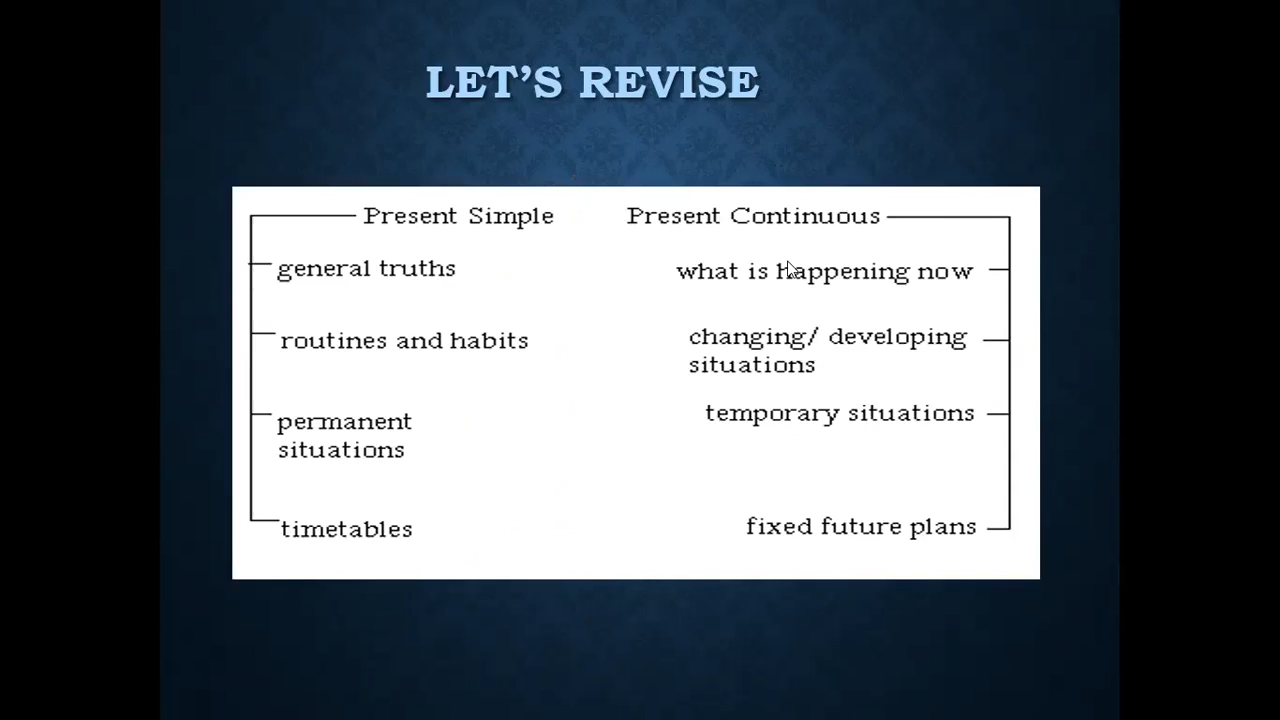 LET'S REVISE
Present Simple
general truths
routines and habits
permanent
situations
timetables
Present Continuous
what is happening now
changing/ developing
situations
temporary situations
fixed future plans